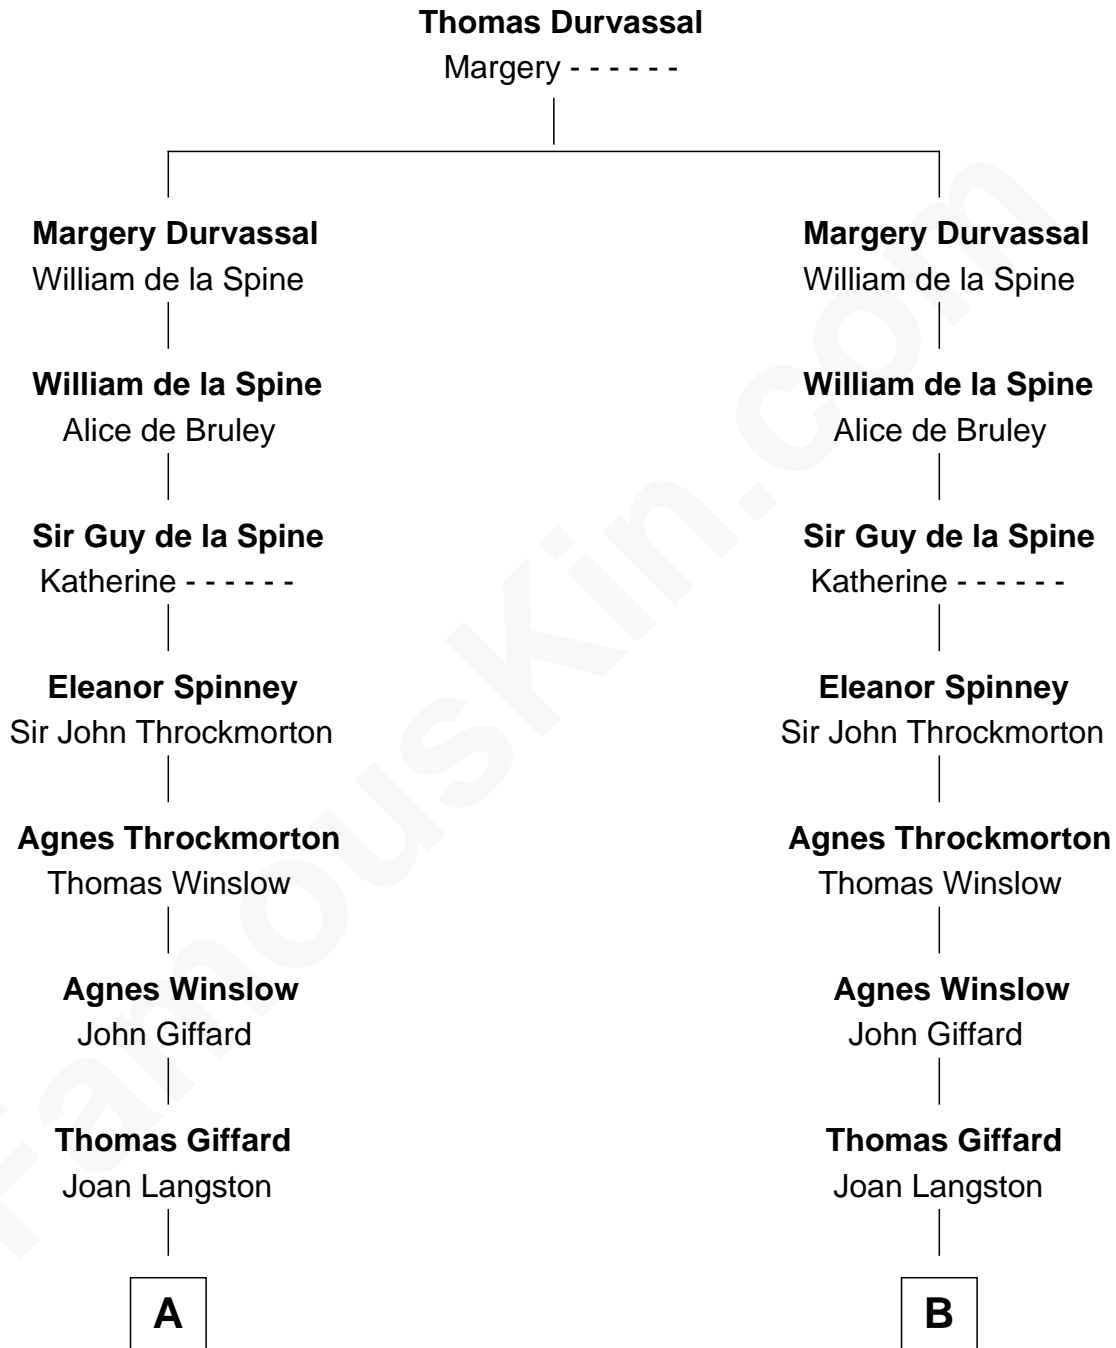 Thomas Durvassal
Margery - - - - - -
Margery Durvassal
William de la Spine
Margery Durvassal
William de la Spine
William de la Spine
Alice de Bruley
William de la Spine
Alice de Bruley
Sir Guy de la Spine
Katherine - - - - - -
Sir Guy de la Spine
Katherine - - - - - -
Eleanor Spinney
Sir John Throckmorton
Eleanor Spinney
Sir John Throckmorton
Agnes Throckmorton
Thomas Winslow
Agnes Throckmorton
Thomas Winslow
Agnes Winslow
John Giffard
Agnes Winslow
John Giffard
Thomas Giffard
Joan Langston
Thomas Giffard
Joan Langston
A
B
FamousKin.com